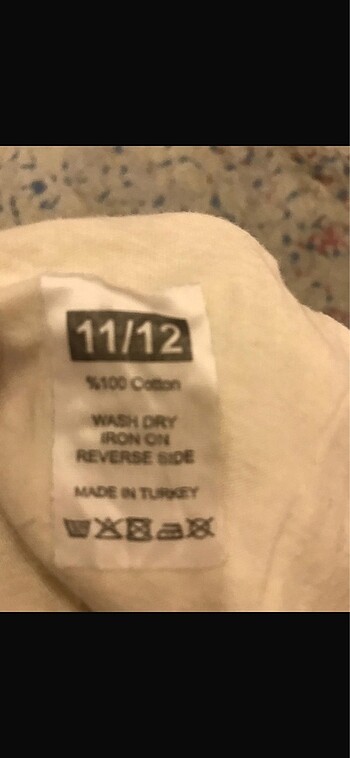 11/12
%100 Cotton
WASH DRY
IRON ON
REVERSE SIDE
MADE IN TURKEY